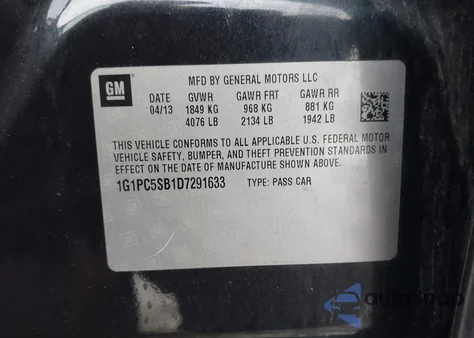 GM
MFD BY GENERAL MOTORS LLC
DATE GVWR GAWR FRT GAWR RR
04/13 1849 KG 968 KG 881 KG
4076 LB 2134 LB 1942 LB
THIS VEHICLE CONFORMS TO ALL APPLICABLE U.S. FEDERAL MOTOR
VEHICLE SAFETY, BUMPER, AND THEFT PREVENTION STANDARDS
IN EFFECT ON THE DATE OF MANUFACTURE SHOWN ABOVE.
1G1PC5SB1D7291633 TYPE: PASS CAR
autoSnap